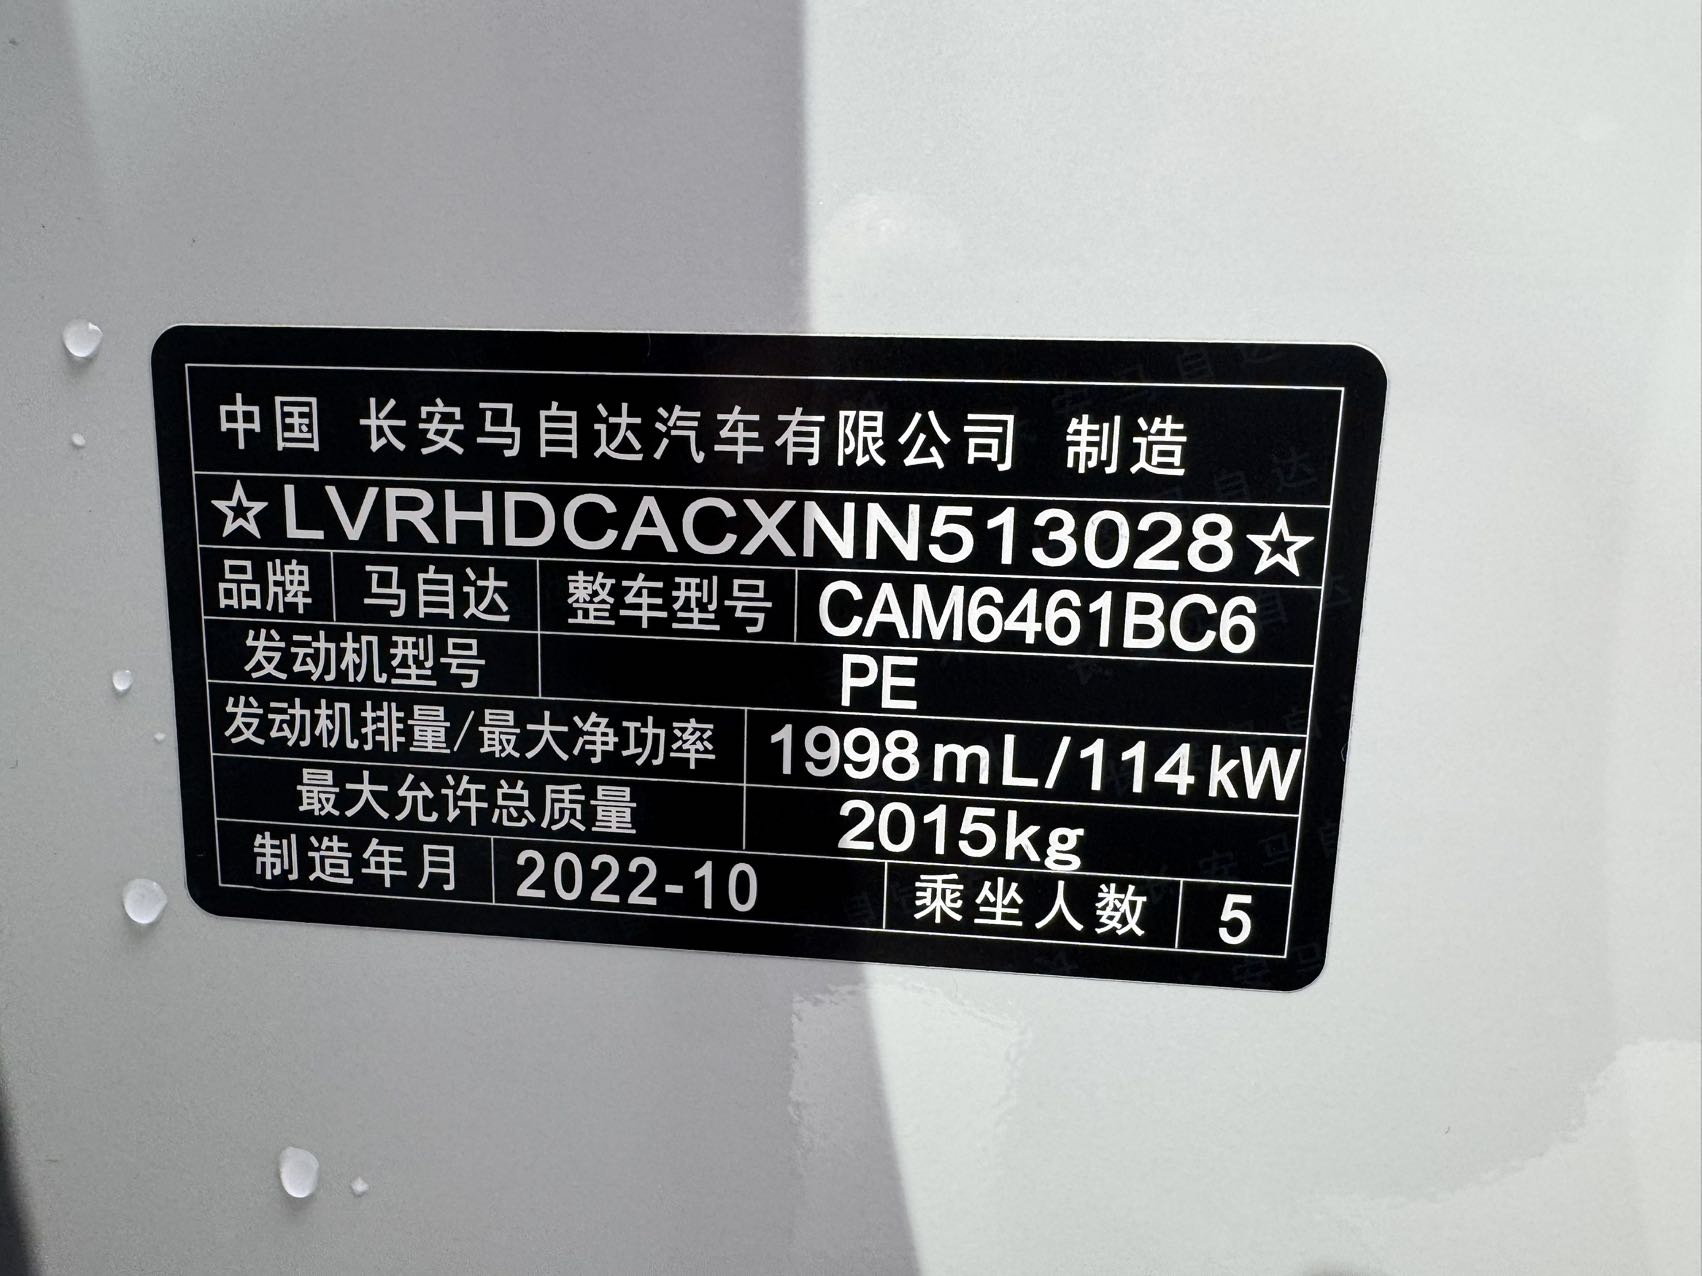 中国 长安马自达汽车有限公司 制造
☆LVRHDCACXNN513028☆
品牌 马自达 整车型号 CAM6461BC6
发动机型号 PE
发动机排量/最大净功率 1998mL/114kW
最大允许总质量 2015kg
制造年月 2022-10 乘坐人数 5